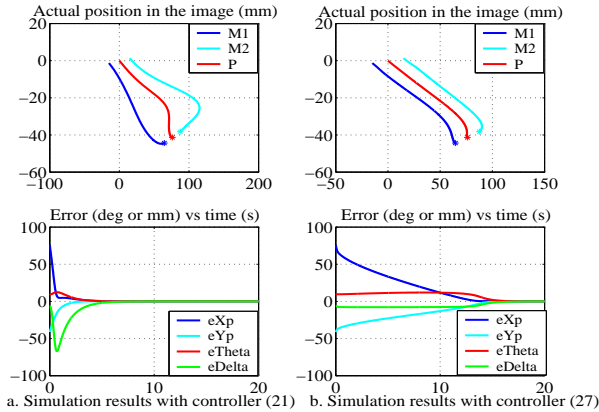 Actual position in the image (mm)
20
0
−20
−40
−60
−100
0
100
200
M1
M2
P
Actual position in the image (mm)
20
0
−20
−40
−60
−50
0
50
100
150
M1
M2
P
Error (deg or mm) vs time (s)
100
50
0
−50
−100
0
10
20
eXp
eYp
eTheta
eDelta
Error (deg or mm) vs time (s)
100
50
0
−50
−100
0
10
20
eXp
eYp
eTheta
eDelta
a. Simulation results with controller (21)
b. Simulation results with controller (27)